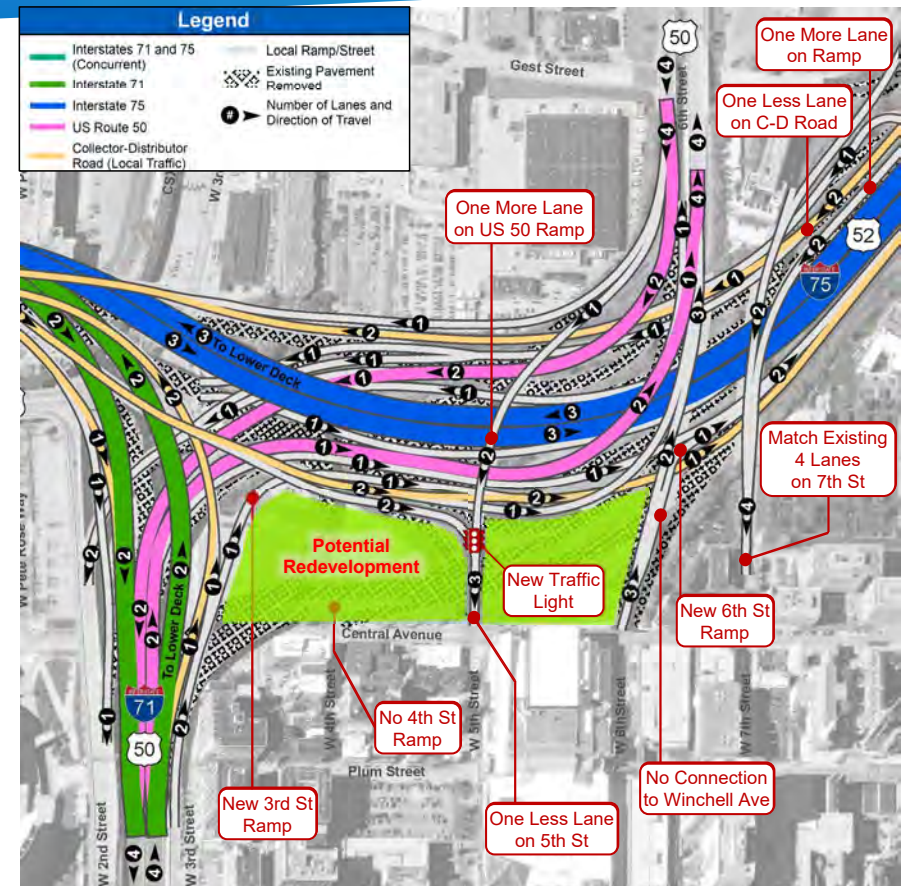 Legend
Interstates 71 and 75
(Concurrent)
Interstate 71
Interstate 75
US Route 50
Collector-Distributor
Road (Local Traffic)
Local Ramp/Street
Existing Pavement
Removed
#
Number of Lanes and
Direction of Travel
50
Gest Street
6th Street
One More Lane
on Ramp
One Less Lane
on C-D Road
One More Lane
on US 50 Ramp
52
75
To Lower Deck
Match Existing
4 Lanes
on 7th St
Potential
Redevelopment
New Traffic
Light
New 6th St
Ramp
Central Avenue
W Pete Rose Way
To Lower Deck
71
50
W 4th Street
W 5th Street
W 6th Street
W 7th Street
No 4th St
Ramp
Plum Street
No Connection
to Winchell Ave
New 3rd St
Ramp
One Less Lane
on 5th St
W 2nd Street
W 3rd Street